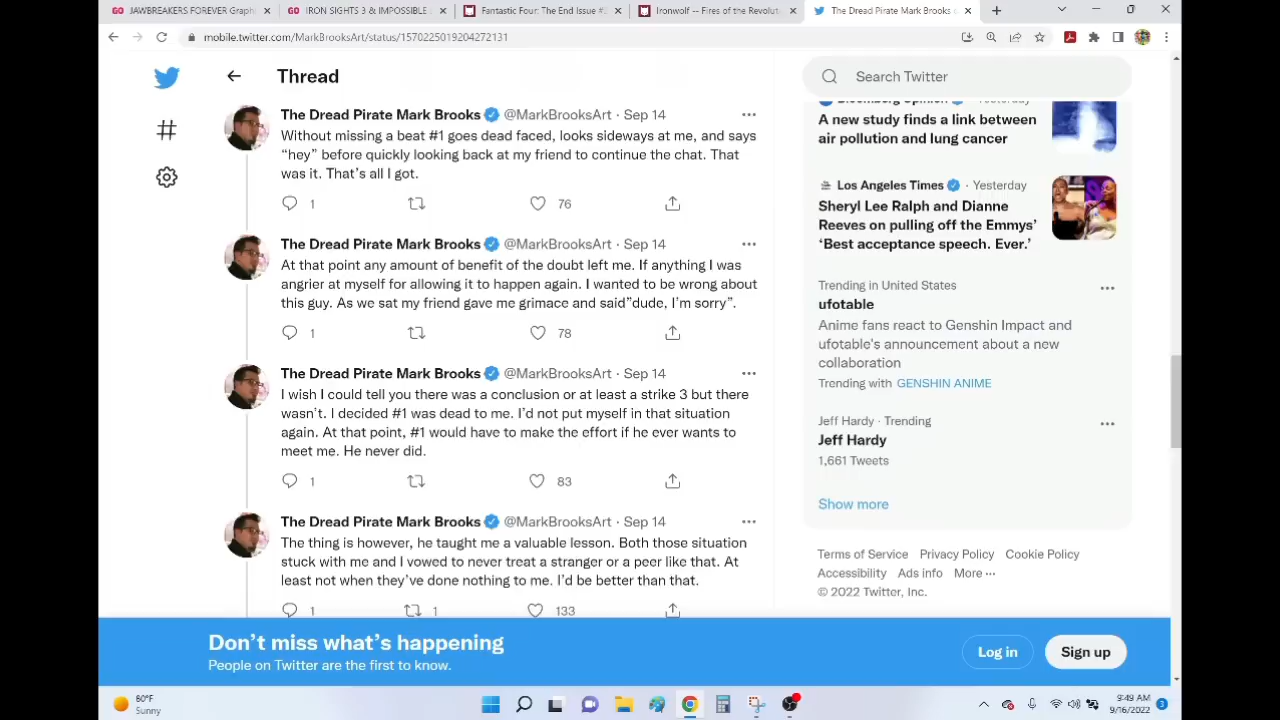 JAWBREAKERS FOREVER Graph
IRON SIGHTS 3 & IMPOSSIBLE
Fantastic Four: The End Issue #
Ironwolf -- Fires of the Revolut
The Dread Pirate Mark Brooks
mobile.twitter.com/MarkBrooksArt/status/1570225019204272131
Thread
The Dread Pirate Mark Brooks @MarkBrooksArt · Sep 14
Without missing a beat #1 goes dead faced, looks sideways at me, and says
“hey” before quickly looking back at my friend to continue the chat. That
was it. That’s all I got.
1 76
The Dread Pirate Mark Brooks @MarkBrooksArt · Sep 14
At that point any amount of benefit of the doubt left me. If anything I was
angrier at myself for allowing it to happen again. I wanted to be wrong about
this guy. As we sat my friend gave me grimace and said”dude, I’m sorry”.
1 78
The Dread Pirate Mark Brooks @MarkBrooksArt · Sep 14
I wish I could tell you there was a conclusion or at least a strike 3 but there
wasn’t. I decided #1 was dead to me. I’d not put myself in that situation
again. At that point, #1 would have to make the effort if he ever wants to
meet me. He never did.
1 83
The Dread Pirate Mark Brooks @MarkBrooksArt · Sep 14
The thing is however, he taught me a valuable lesson. Both those situation
stuck with me and I vowed to never treat a stranger or a peer like that. At
least not when they’ve done nothing to me. I’d be better than that.
1 1 133
Search Twitter
Bloomberg Opinion · Yesterday
A new study finds a link between
air pollution and lung cancer
Los Angeles Times · Yesterday
Sheryl Lee Ralph and Dianne
Reeves on pulling off the Emmys’
‘Best acceptance speech. Ever.’
Trending in United States
ufotable
Anime fans react to Genshin Impact and
ufotable's announcement about a new
collaboration
Trending with GENSHIN ANIME
Jeff Hardy · Trending
Jeff Hardy
1,661 Tweets
Show more
Terms of Service Privacy Policy Cookie Policy
Accessibility Ads info More
© 2022 Twitter, Inc.
Don’t miss what’s happening
People on Twitter are the first to know.
Log in
Sign up
60°F
Sunny
9:49 AM
9/16/2022
3